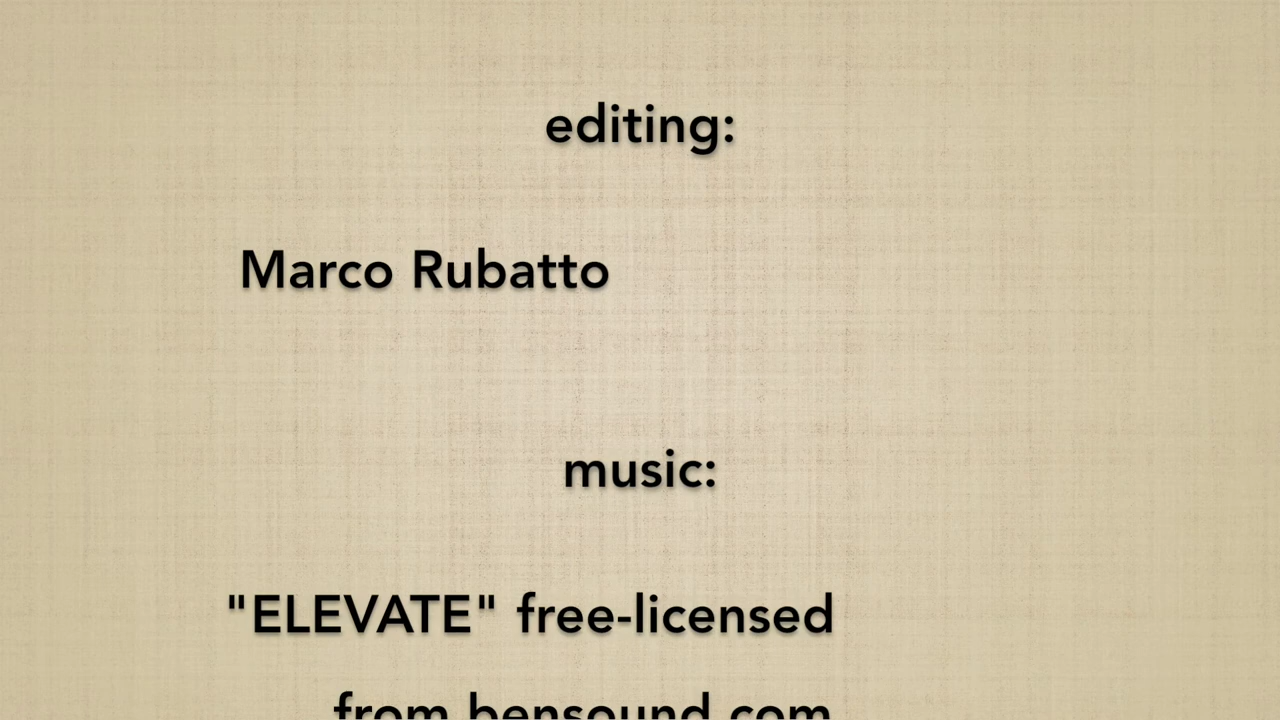 editing:
Marco Rubatto
music:
"ELEVATE" free-licensed
from bensound.com